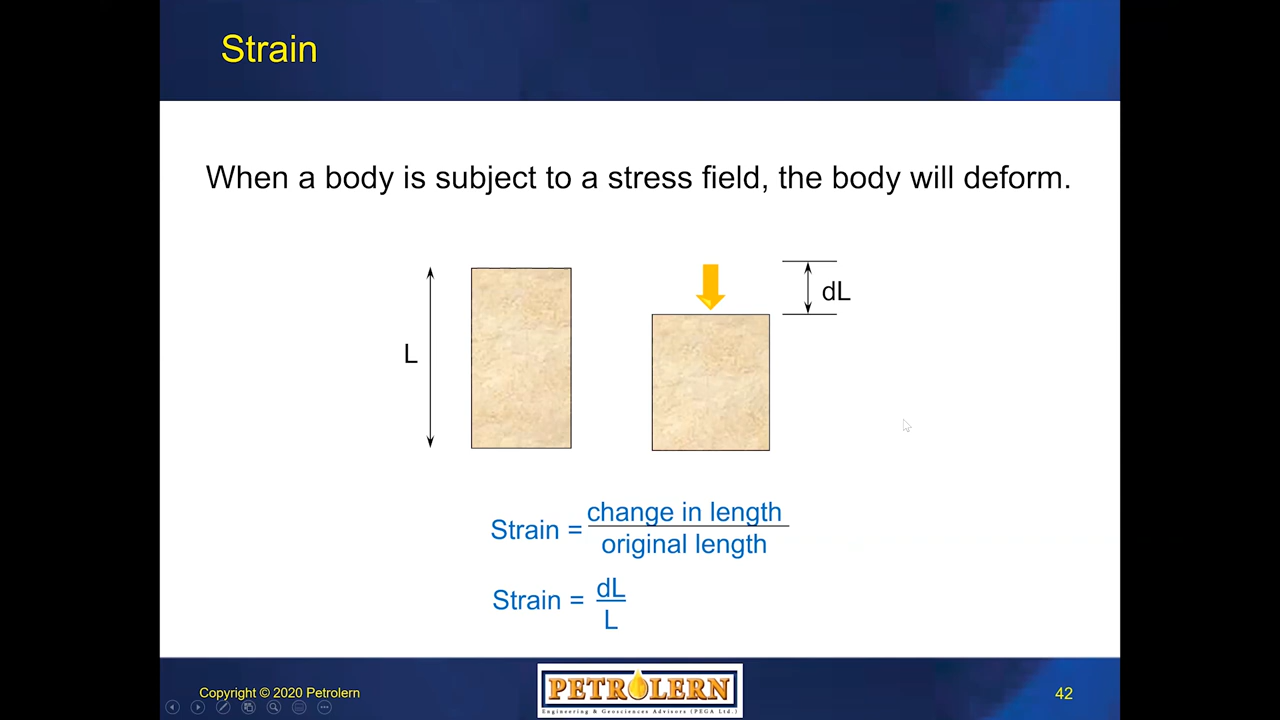 Strain
When a body is subject to a stress field, the body will deform.
L
dL
Strain = change in length
original length
Strain = dL
L
Copyright © 2020 Petrolern
PETROLERN
Engineering & Geosciences Advisors (PEGA Ltd.)
42